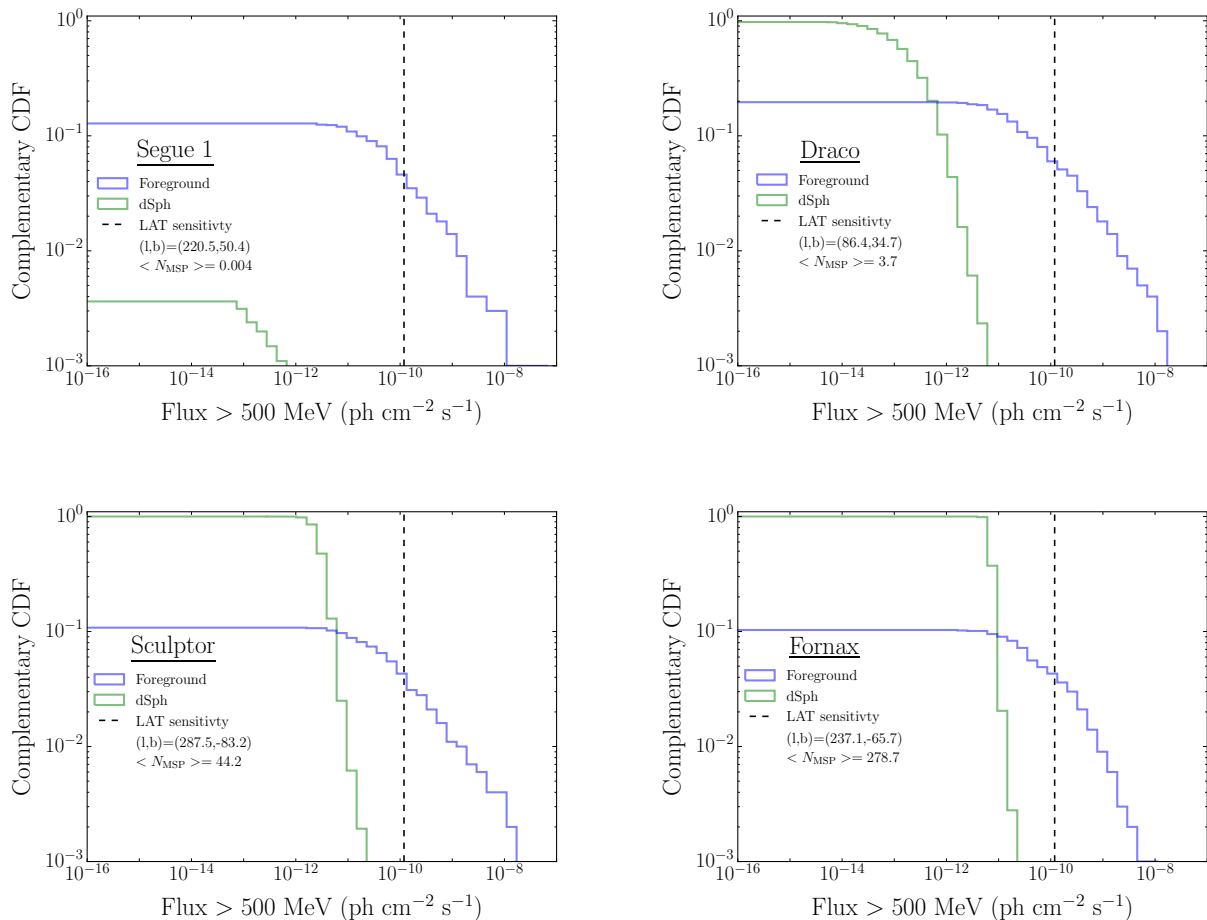 10^0
10^-1
10^-2
10^-3
Complementary CDF
Segue 1
Foreground
dSph
LAT sensitivty
(l,b)=(220.5,50.4)
< N_MSP >= 0.004
10^-16
10^-14
10^-12
10^-10
10^-8
Flux > 500 MeV (ph cm^-2 s^-1)
10^0
10^-1
10^-2
10^-3
Complementary CDF
Draco
Foreground
dSph
LAT sensitivty
(l,b)=(86.4,34.7)
< N_MSP >= 3.7
10^-16
10^-14
10^-12
10^-10
10^-8
Flux > 500 MeV (ph cm^-2 s^-1)
10^0
10^-1
10^-2
10^-3
Complementary CDF
Sculptor
Foreground
dSph
LAT sensitivty
(l,b)=(287.5,-83.2)
< N_MSP >= 44.2
10^-16
10^-14
10^-12
10^-10
10^-8
Flux > 500 MeV (ph cm^-2 s^-1)
10^0
10^-1
10^-2
10^-3
Complementary CDF
Fornax
Foreground
dSph
LAT sensitivty
(l,b)=(237.1,-65.7)
< N_MSP >= 278.7
10^-16
10^-14
10^-12
10^-10
10^-8
Flux > 500 MeV (ph cm^-2 s^-1)